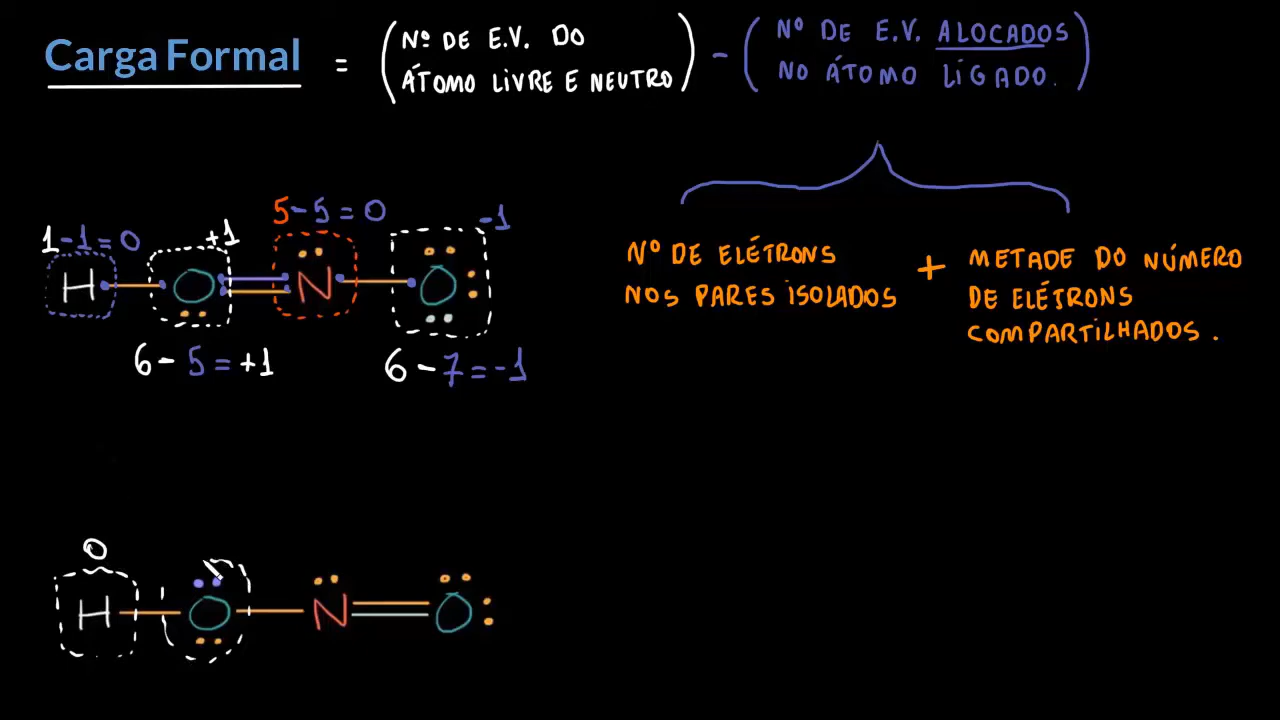 Carga Formal = (Nº DE E.V. DO ÁTOMO LIVRE E NEUTRO) - (Nº DE E.V. ALOCADOS NO ÁTOMO LIGADO.)
Nº DE ELÉTRONS NOS PARES ISOLADOS + METADE DO NÚMERO DE ELÉTRONS COMPARTILHADOS.
1-1=0 +1 5-5=0 -1
H O N O
6-5=+1 6-7=-1
0
H O N O